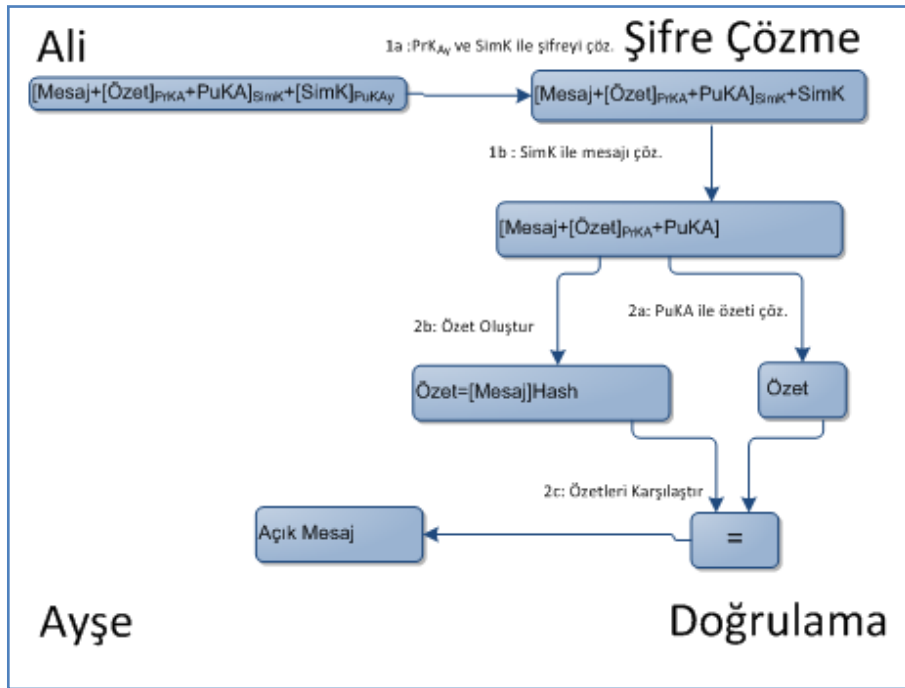 Ali
1a :PrKAy ve SimK ile şifreyi çöz.
Şifre Çözme
[Mesaj+[Özet]PrKA+PuKA]SimK+[SimK]PuKAy
[Mesaj+[Özet]PrKA+PuKA]SimK+SimK
1b : SimK ile mesajı çöz.
[Mesaj+[Özet]PrKA+PuKA]
2b: Özet Oluştur
2a: PuKA ile özeti çöz.
Özet=[Mesaj]Hash
Özet
2c: Özetleri Karşılaştır
Açık Mesaj
=
Ayşe
Doğrulama